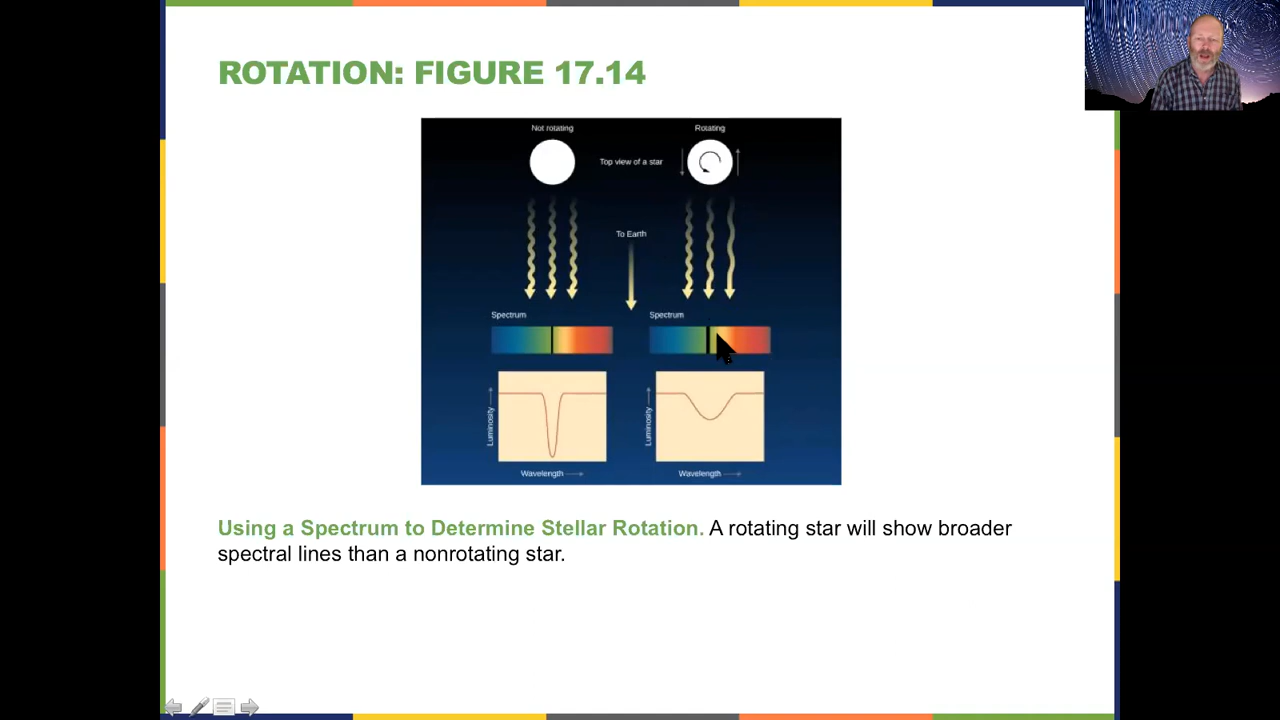 ROTATION: FIGURE 17.14
Not rotating
Rotating
Top view of a star
To Earth
Spectrum
Spectrum
Luminosity
Luminosity
Wavelength
Wavelength
Using a Spectrum to Determine Stellar Rotation. A rotating star will show broader
spectral lines than a nonrotating star.